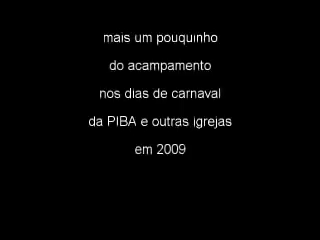 mais um pouquinho
do acampamento
nos dias de carnaval
da PIBA e outras igrejas
em 2009